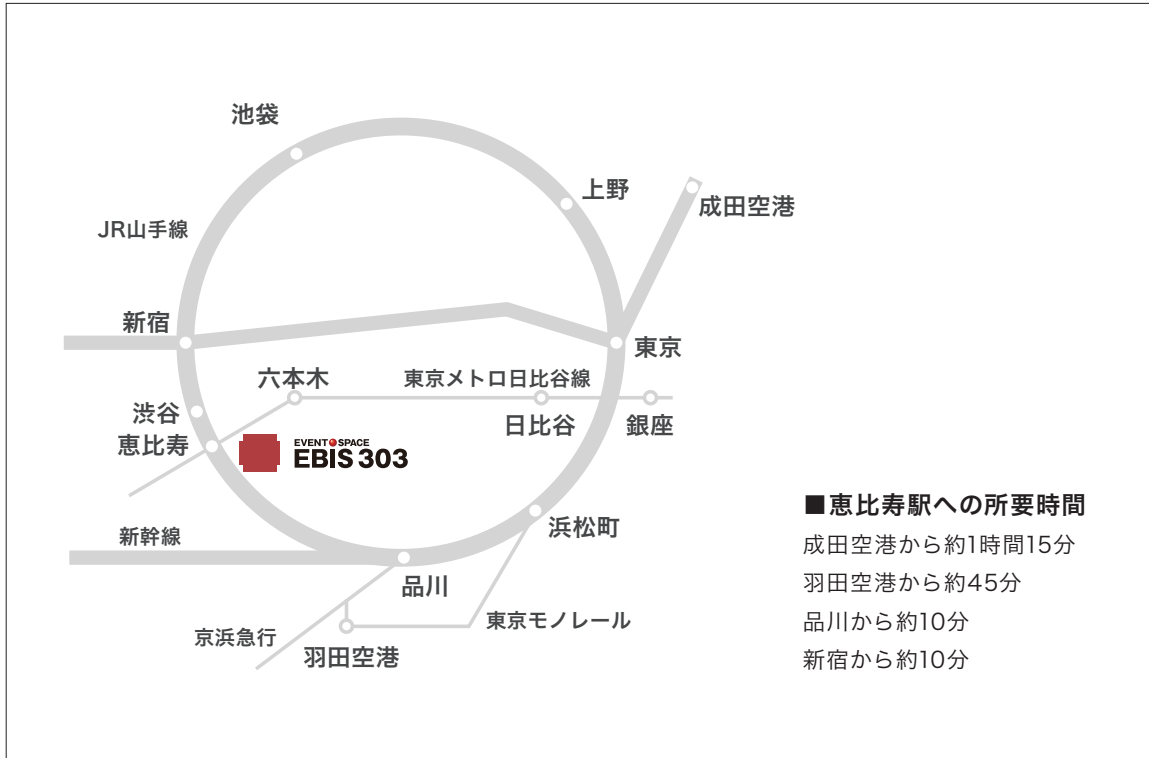 池袋
上野
成田空港
JR山手線
新宿
東京
六本木
東京メトロ日比谷線
渋谷
日比谷
銀座
恵比寿
EVENT SPACE
EBIS 303
■恵比寿駅への所要時間
新幹線
浜松町
成田空港から約1時間15分
羽田空港から約45分
品川
品川から約10分
東京モノレール
京浜急行
羽田空港
新宿から約10分